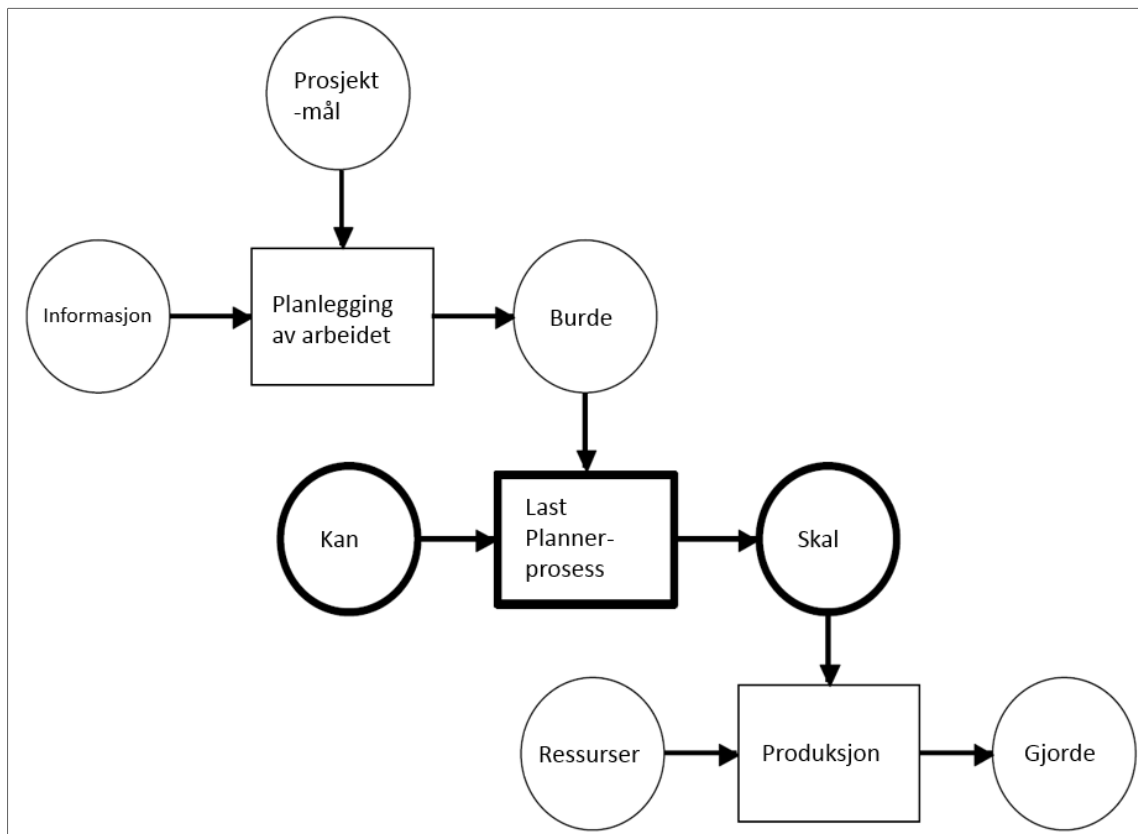 Prosjekt
-mål
Informasjon
Planlegging
av arbeidet
Burde
Kan
Last
Planner-
prosess
Skal
Ressurser
Produksjon
Gjorde